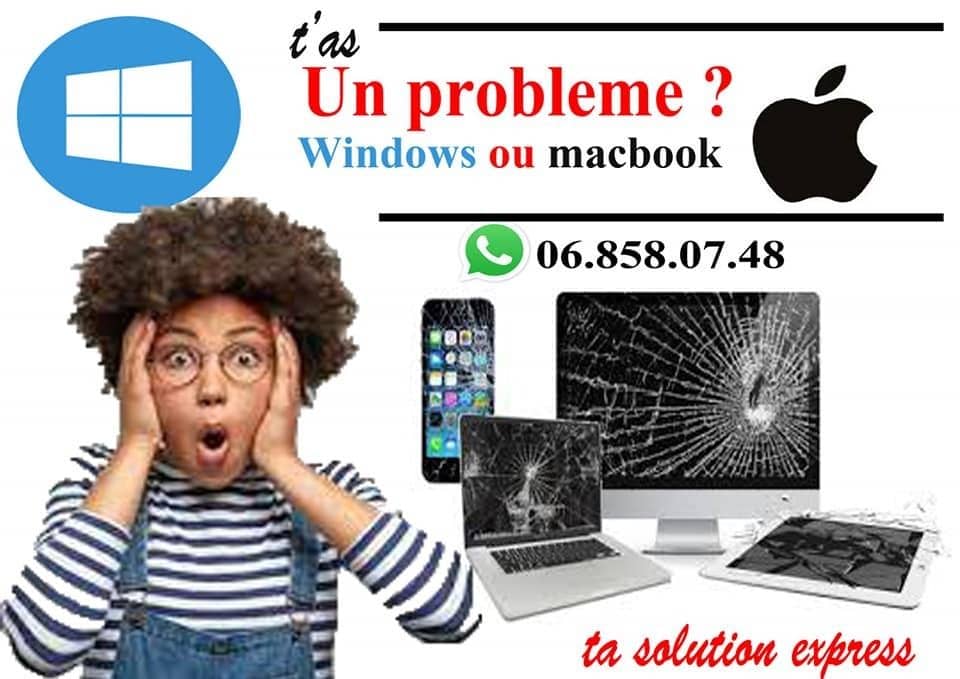 t'as
Un probleme ?
Windows ou macbook
06.858.07.48
ta solution express